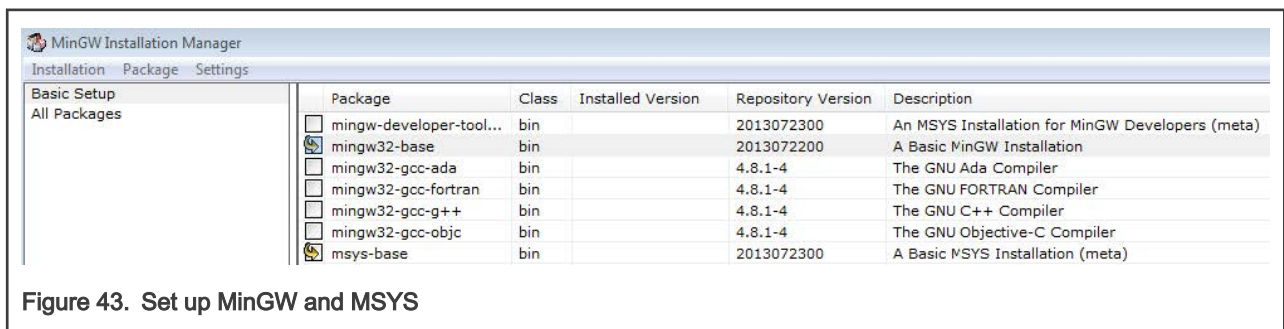 MinGW Installation Manager
Installation Package Settings
Basic Setup
All Packages
Package Class Installed Version Repository Version Description
mingw-developer-tool... bin 2013072300 An MSYS Installation for MinGW Developers (meta)
mingw32-base bin 2013072200 A Basic MinGW Installation
mingw32-gcc-ada bin 4.8.1-4 The GNU Ada Compiler
mingw32-gcc-fortran bin 4.8.1-4 The GNU FORTRAN Compiler
mingw32-gcc-g++ bin 4.8.1-4 The GNU C++ Compiler
mingw32-gcc-objc bin 4.8.1-4 The GNU Objective-C Compiler
msys-base bin 2013072300 A Basic MSYS Installation (meta)
Figure 43. Set up MinGW and MSYS